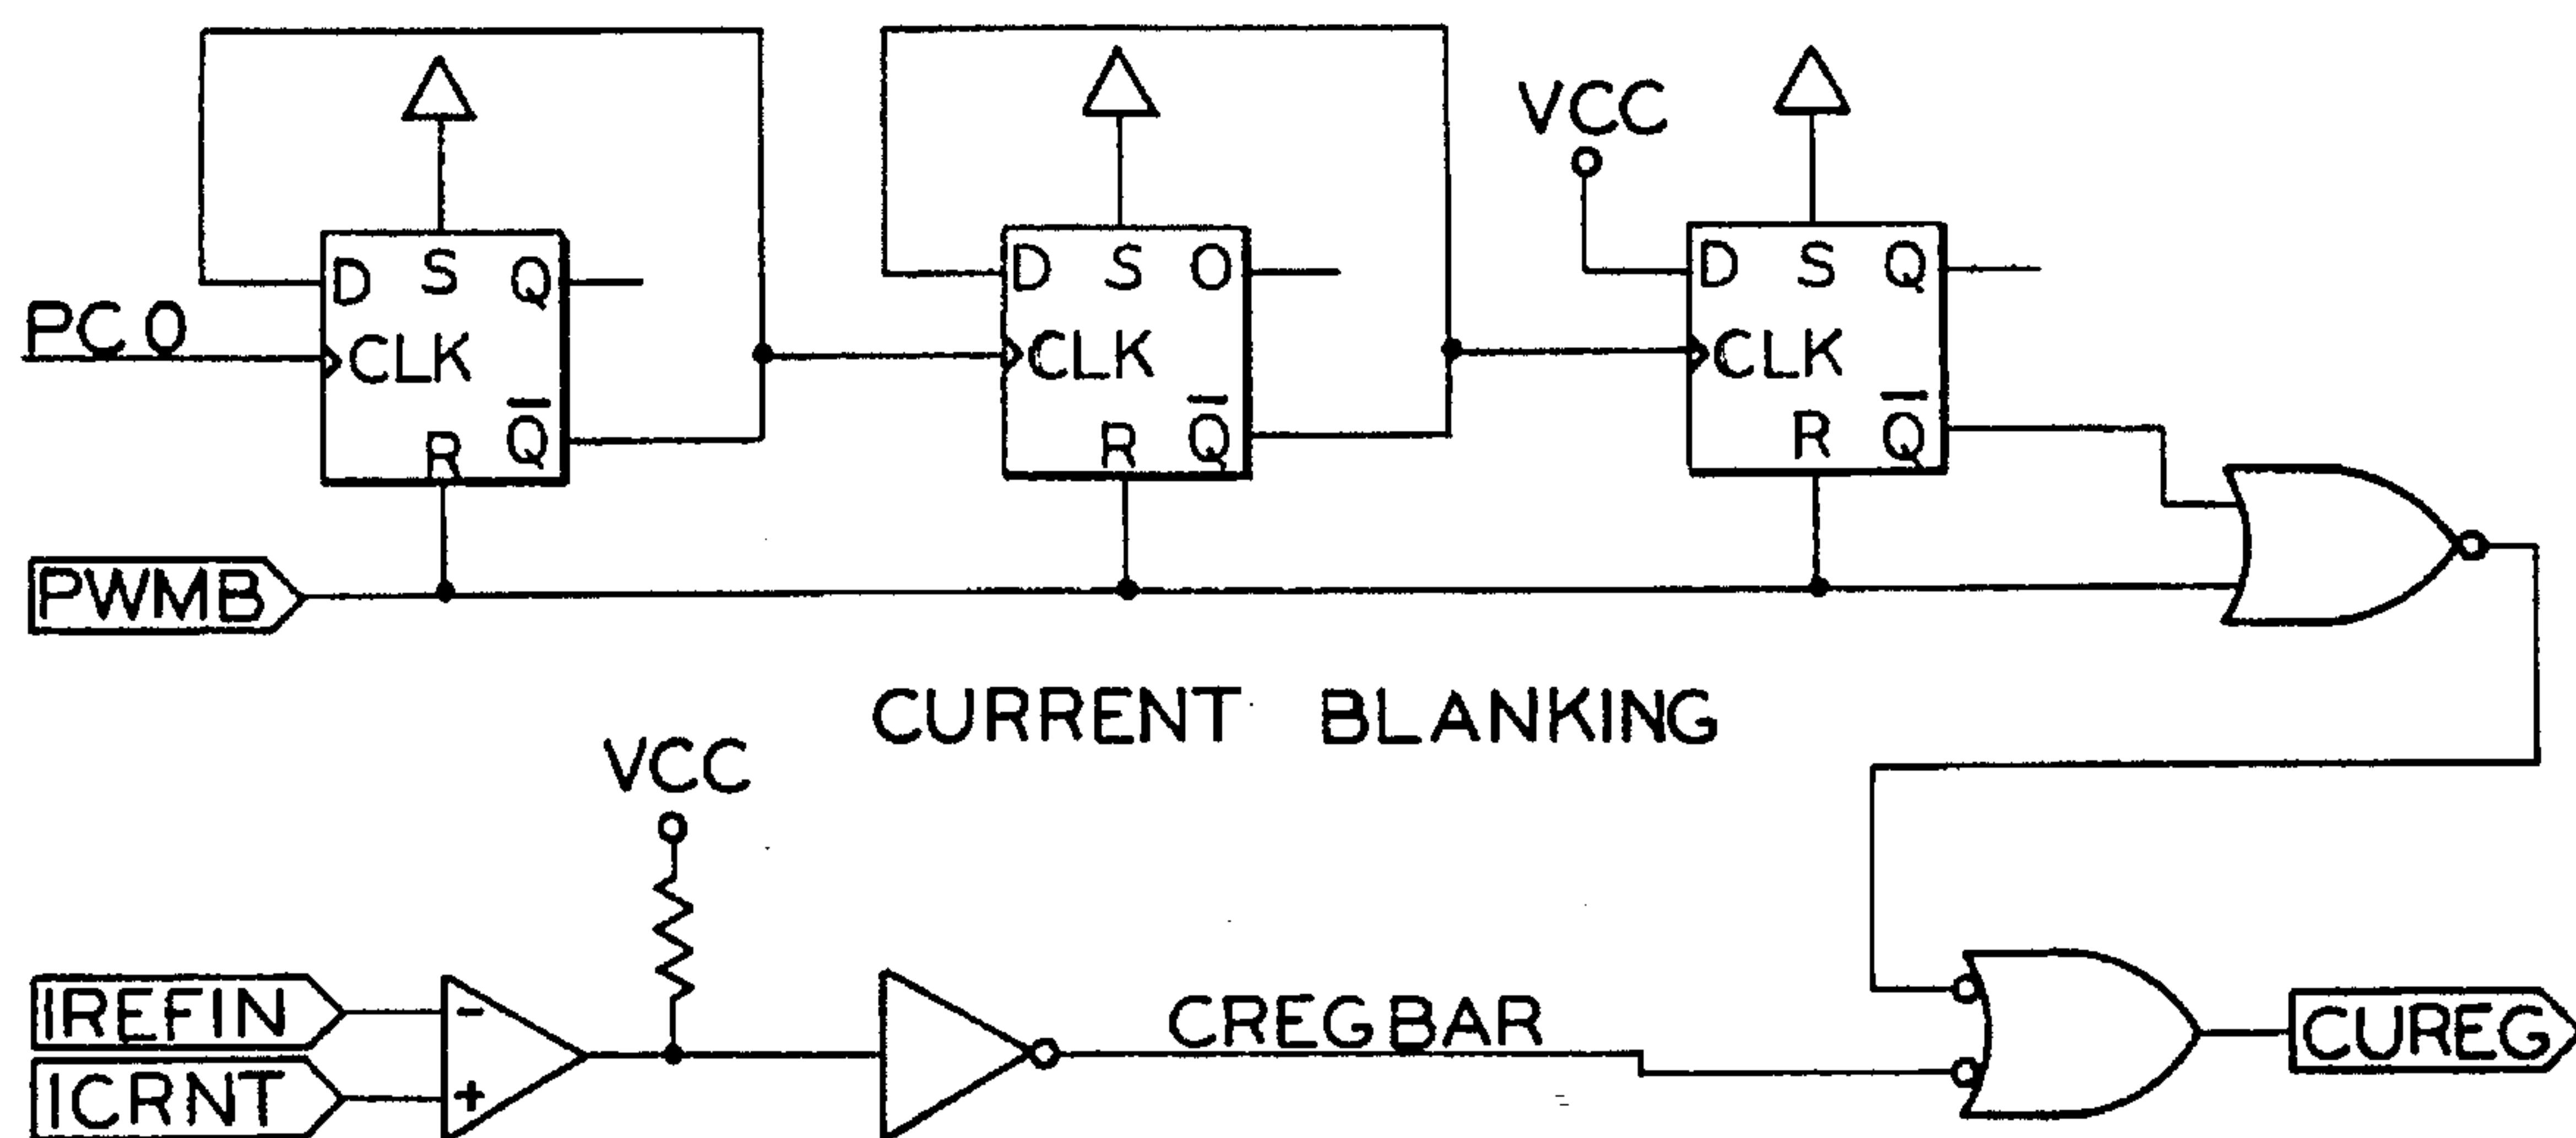 VCC
D S Q
D S O
D S Q
PC0
CLK
CLK
CLK
R Q̅
R Q̅
R Q̅
PWMB
CURRENT BLANKING
VCC
IREFIN
-
CREGBAR
CUREG
ICRNT
+